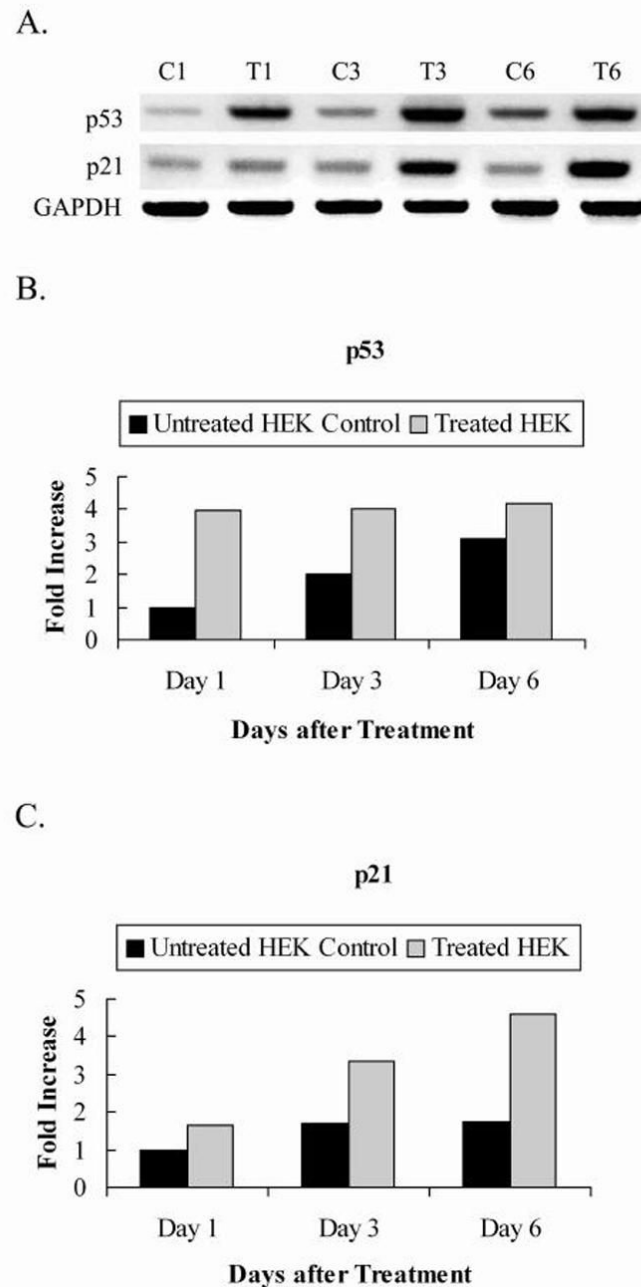 A.
C1 T1 C3 T3 C6 T6
p53
p21
GAPDH
B.
p53
Untreated HEK Control Treated HEK
5
4
3
2
1
0
Fold Increase
Day 1 Day 3 Day 6
Days after Treatment
C.
p21
Untreated HEK Control Treated HEK
5
4
3
2
1
0
Fold Increase
Day 1 Day 3 Day 6
Days after Treatment